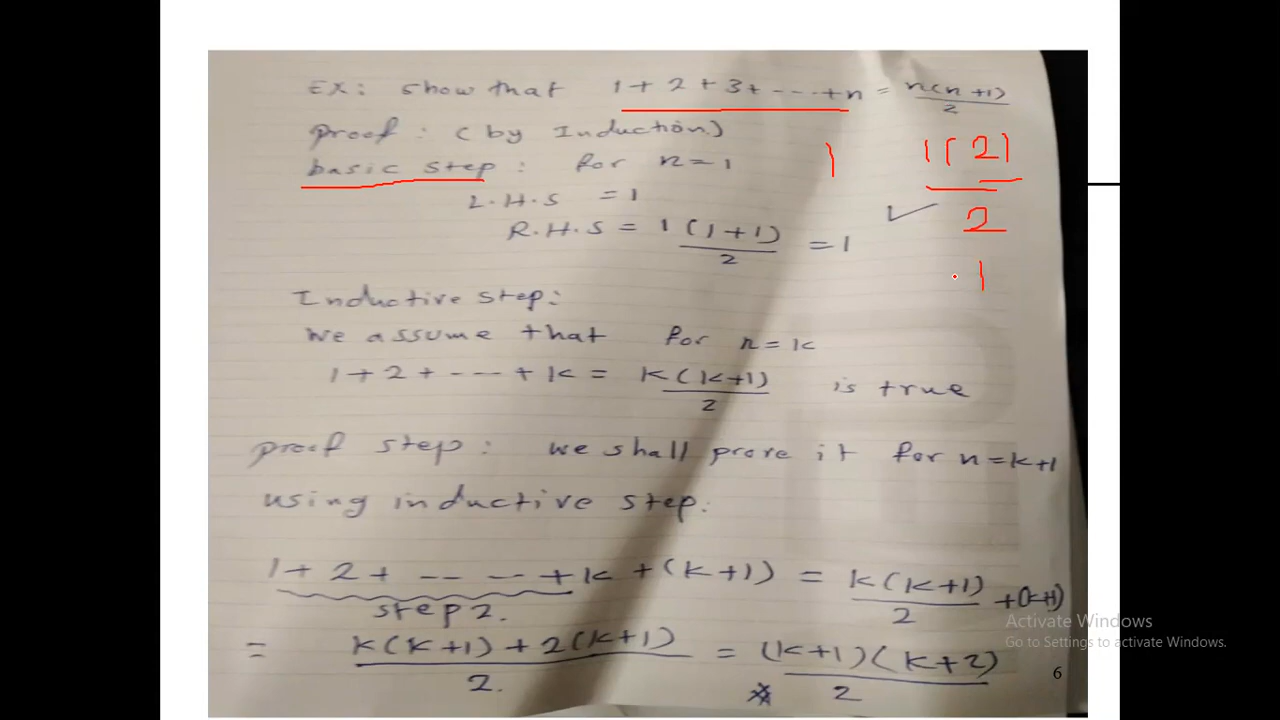 Ex: show that 1 + 2 + 3 + ---- + n = n(n+1)/2
proof : (by Induction)
basic step : for n = 1
1 1(2)
L.H.S = 1
2
R.H.S = 1(1+1)/2 = 1
1
Inductive step:
we assume that for n = k
1 + 2 + ---- + k = k(k+1)/2 is true
proof step : we shall prove it for n = k+1
using inductive step.
1 + 2 + -- -- + k + (k+1) = k(k+1)/2 + (k+1)
step 2.
= k(k+1) + 2(k+1)/2. = (k+1)(k+2)/2
Activate Windows
Go to Settings to activate Windows.
6